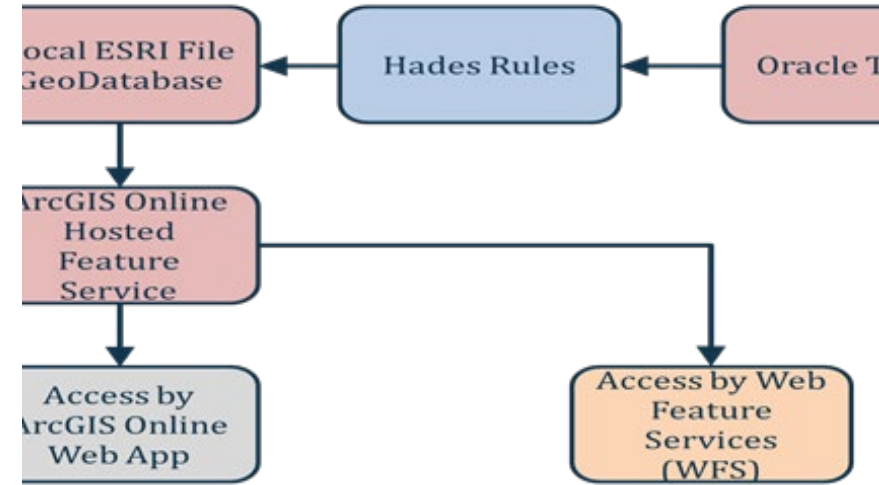 ocal ESRI File
GeoDatabase
Hades Rules
Oracle T
ArcGIS Online
Hosted
Feature
Service
Access by
ArcGIS Online
Web App
Access by Web
Feature
Services
(WFS)